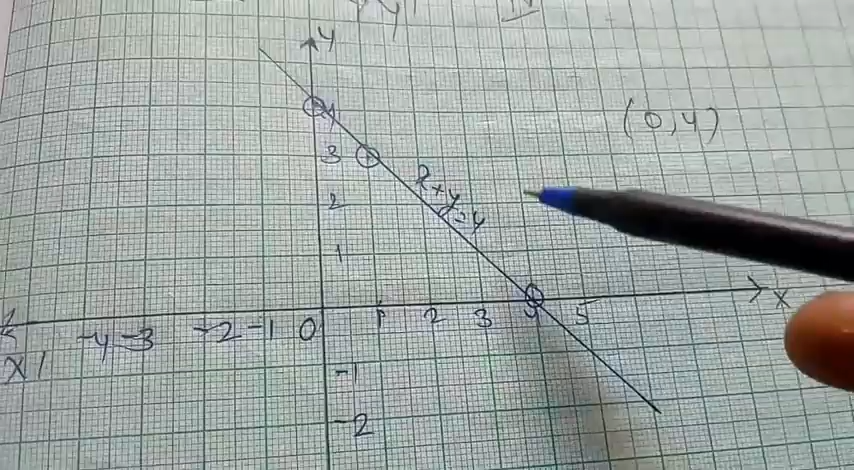 y
4
(0,4)
3
x+y=4
2
1
x
-4 -3 -2 -1 0 1 2 3 4 5
x'
-1
-2